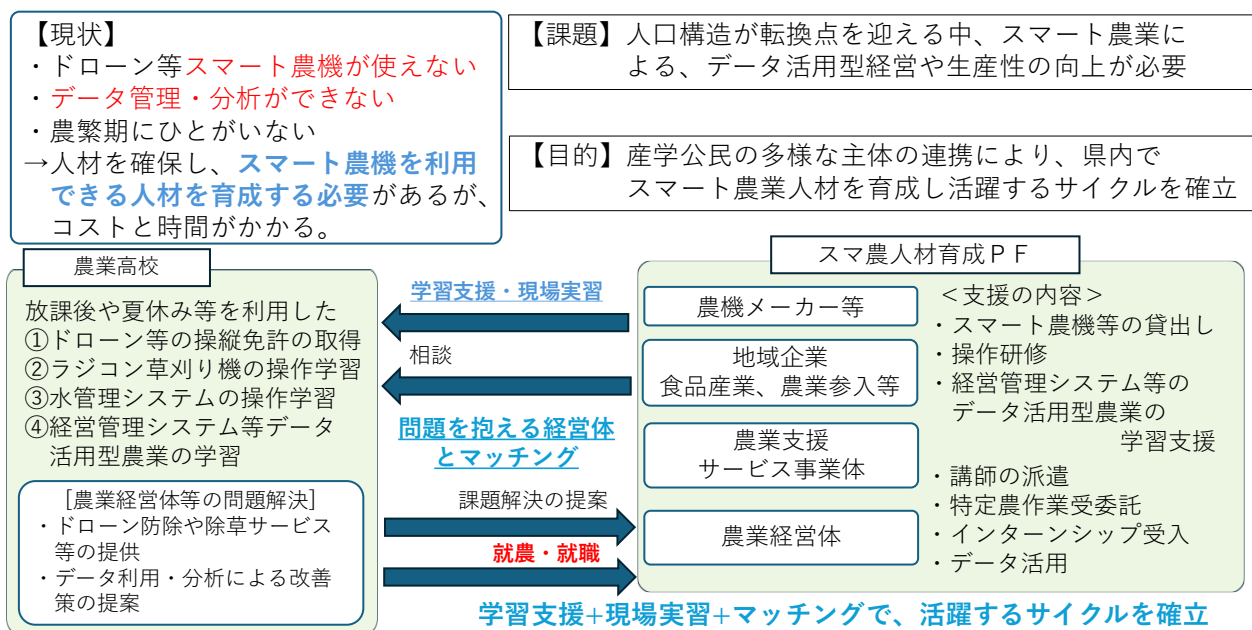 【現状】
・ドローン等スマート農機が使えない
・データ管理・分析ができない
・農繁期にひとがいない
→人材を確保し、スマート農機を利用
できる人材を育成する必要があるが、
コストと時間がかかる。
【課題】人口構造が転換点を迎える中、スマート農業に
よる、データ活用型経営や生産性の向上が必要
【目的】産学公民の多様な主体の連携により、県内で
スマート農業人材を育成し活躍するサイクルを確立
農業高校
放課後や夏休み等を利用した
①ドローン等の操縦免許の取得
②ラジコン草刈り機の操作学習
③水管理システムの操作学習
④経営管理システム等データ
活用型農業の学習
[農業経営体等の問題解決]
・ドローン防除や除草サービス
等の提供
・データ利用・分析による改善
策の提案
学習支援・現場実習
相談
問題を抱える経営体
とマッチング
課題解決の提案
就農・就職
スマ農人材育成ＰＦ
農機メーカー等
地域企業
食品産業、農業参入等
農業支援
サービス事業体
農業経営体
＜支援の内容＞
・スマート農機等の貸出し
・操作研修
・経営管理システム等の
データ活用型農業の
学習支援
・講師の派遣
・特定農作業受委託
・インターンシップ受入
・データ活用
学習支援+現場実習+マッチングで、活躍するサイクルを確立